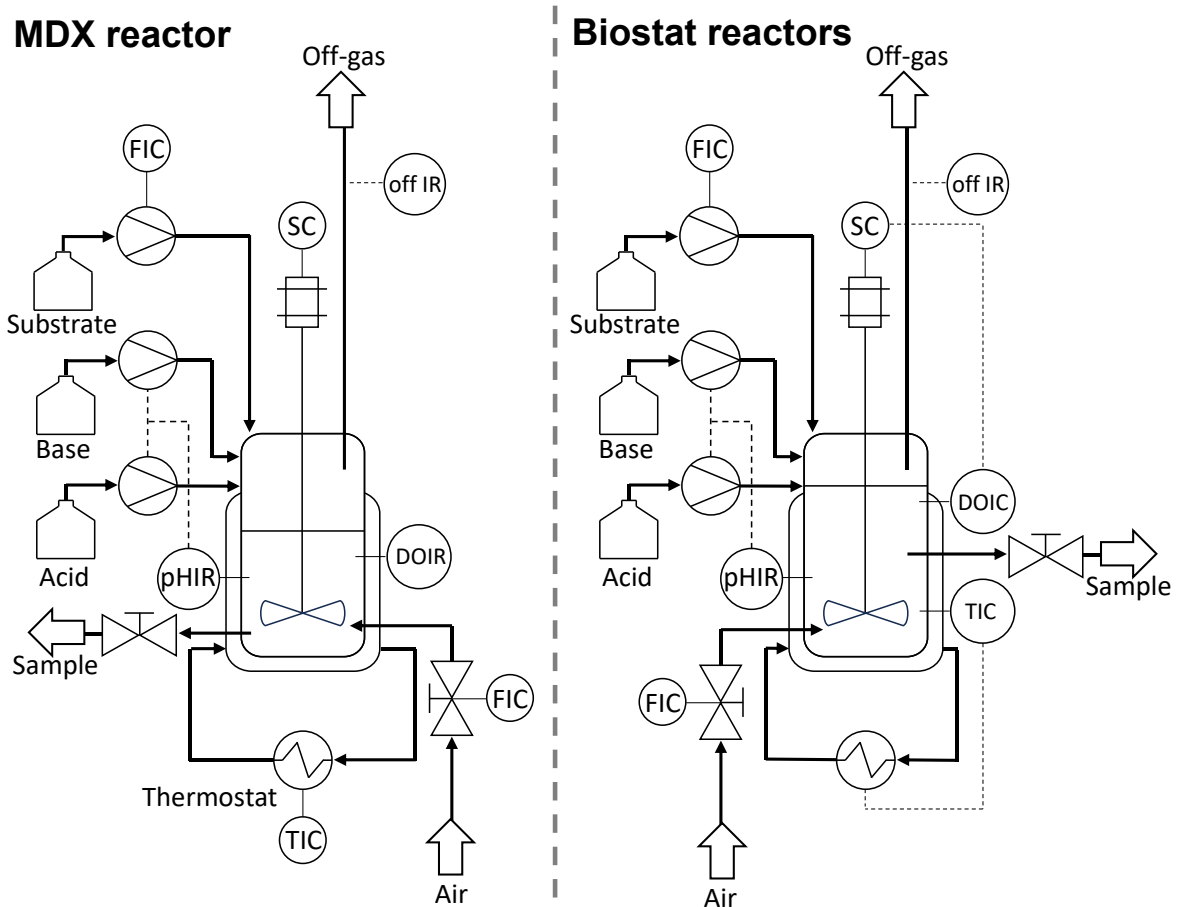 MDX reactor
Off-gas
FIC
off IR
SC
Substrate
Base
Acid
pHIR
DOIR
Sample
FIC
Thermostat
TIC
Air
Biostat reactors
Off-gas
FIC
off IR
SC
Substrate
Base
DOIC
Acid
pHIR
Sample
TIC
FIC
Air